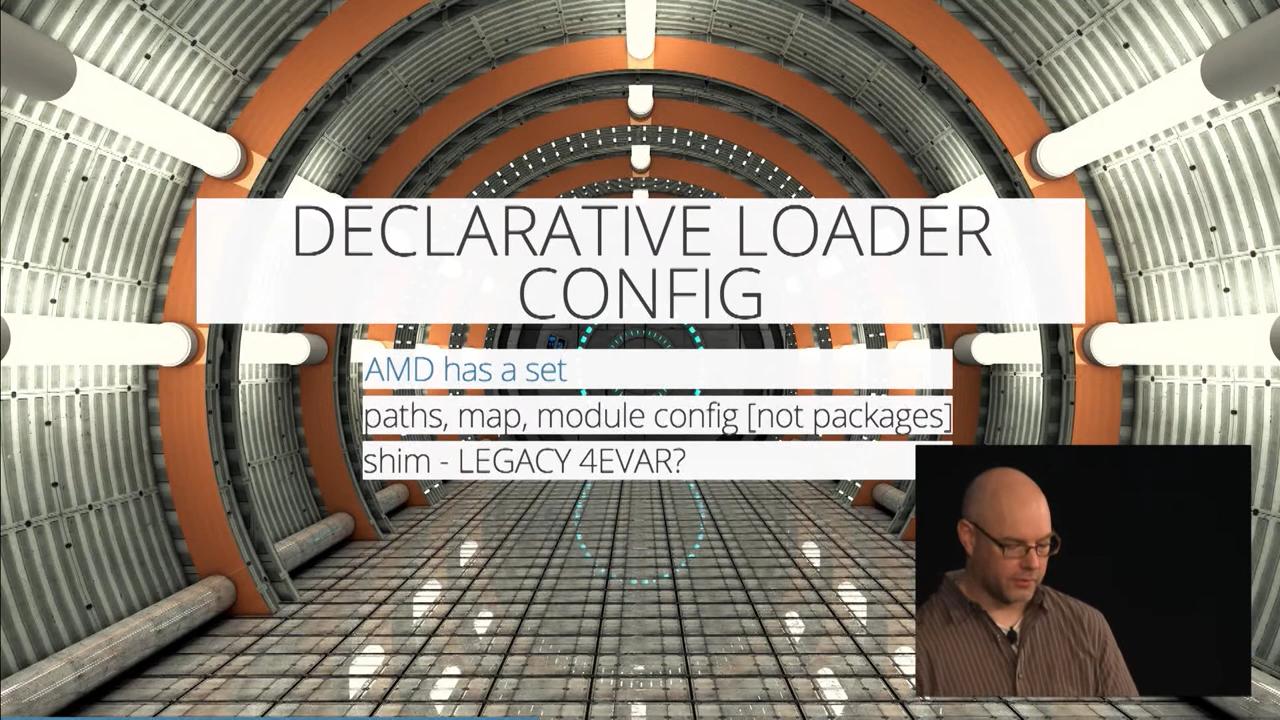 DECLARATIVE LOADER
CONFIG
AMD has a set
paths, map, module config [not packages]
shim - LEGACY 4EVAR?